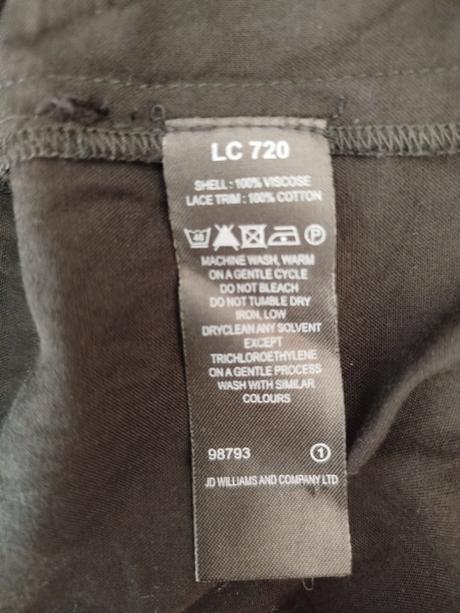 LC 720
SHELL : 100% VISCOSE
LACE TRIM : 100% COTTON
40 P
MACHINE WASH, WARM
ON A GENTLE CYCLE
DO NOT BLEACH
DO NOT TUMBLE DRY
IRON, LOW
DRYCLEAN ANY SOLVENT
EXCEPT
TRICHLOROETHYLENE
ON A GENTLE PROCESS
WASH WITH SIMILAR
COLOURS
98793 1
JD WILLIAMS AND COMPANY LTD